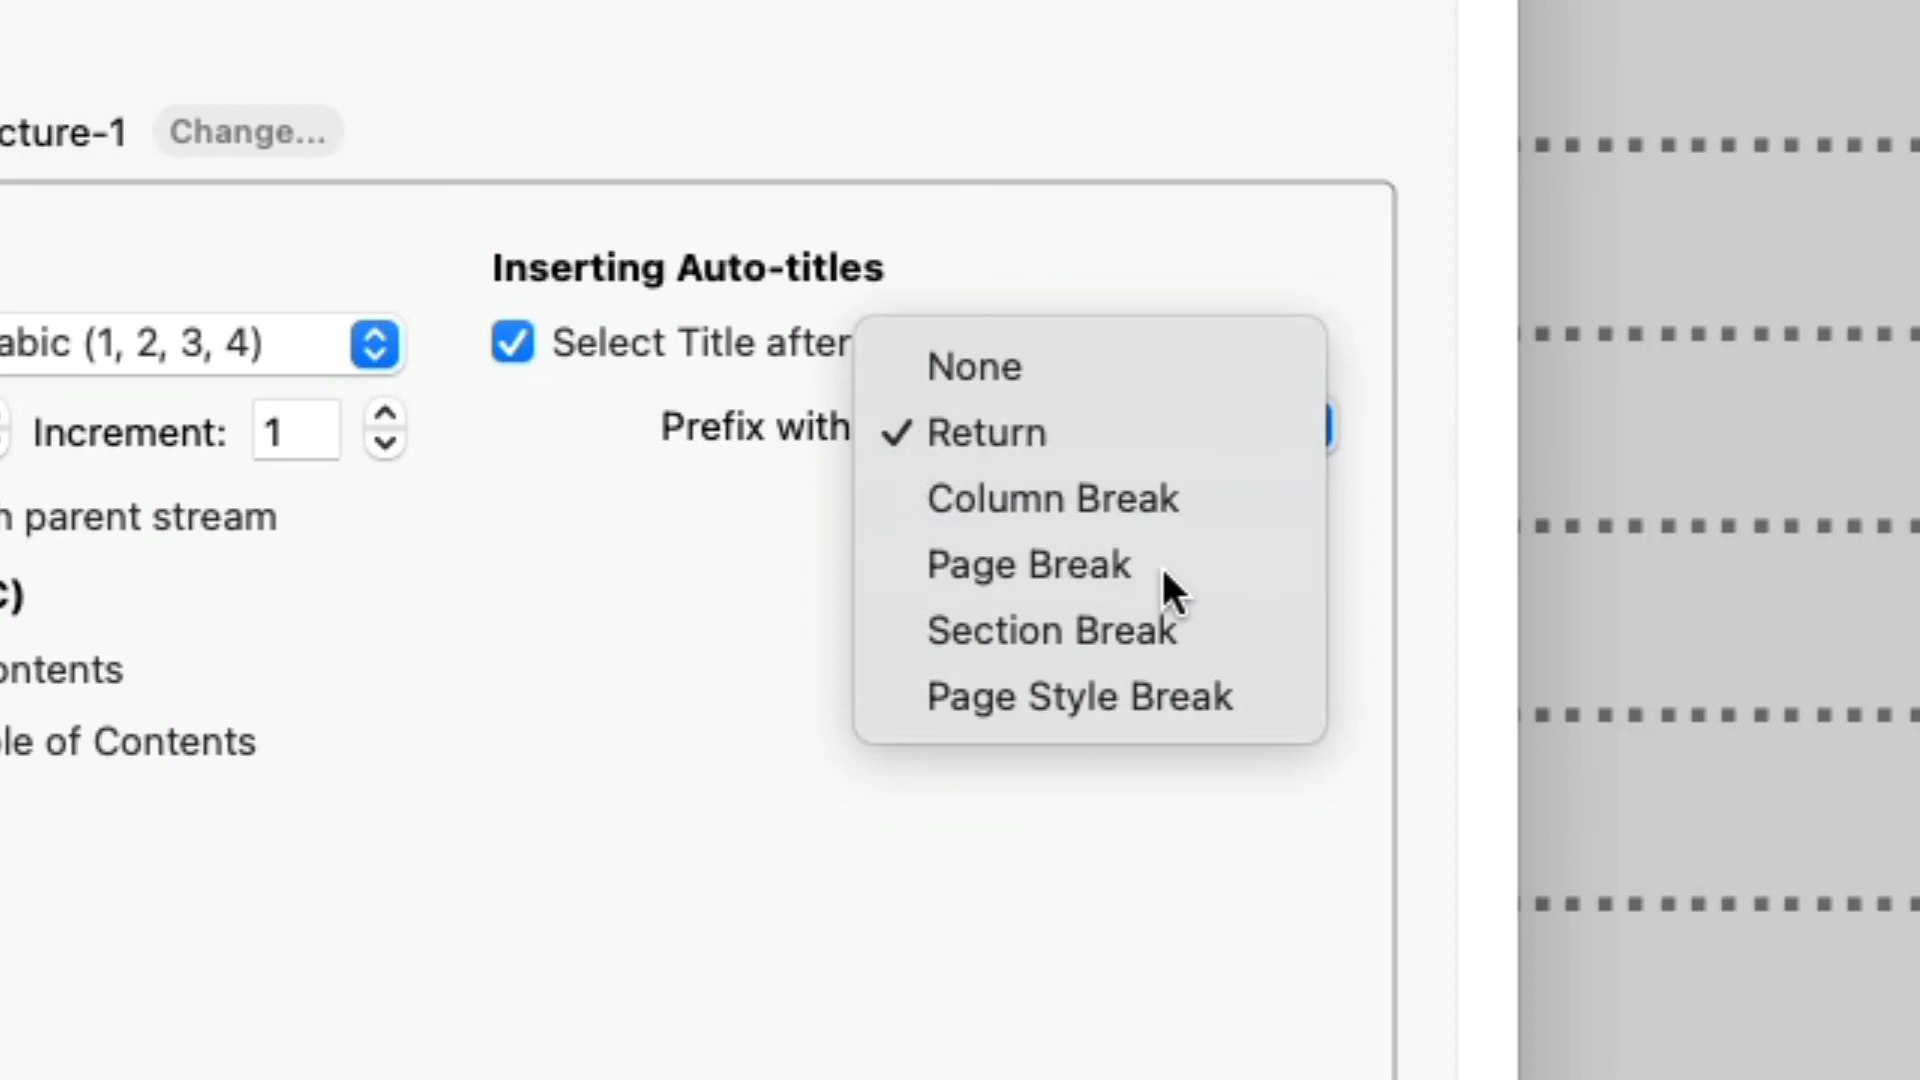 cture-1 Change...
Inserting Auto-titles
abic (1, 2, 3, 4)
Select Title after
None
Increment: 1
Prefix with
Return
Column Break
parent stream
Page Break
C)
Section Break
ontents
Page Style Break
le of Contents